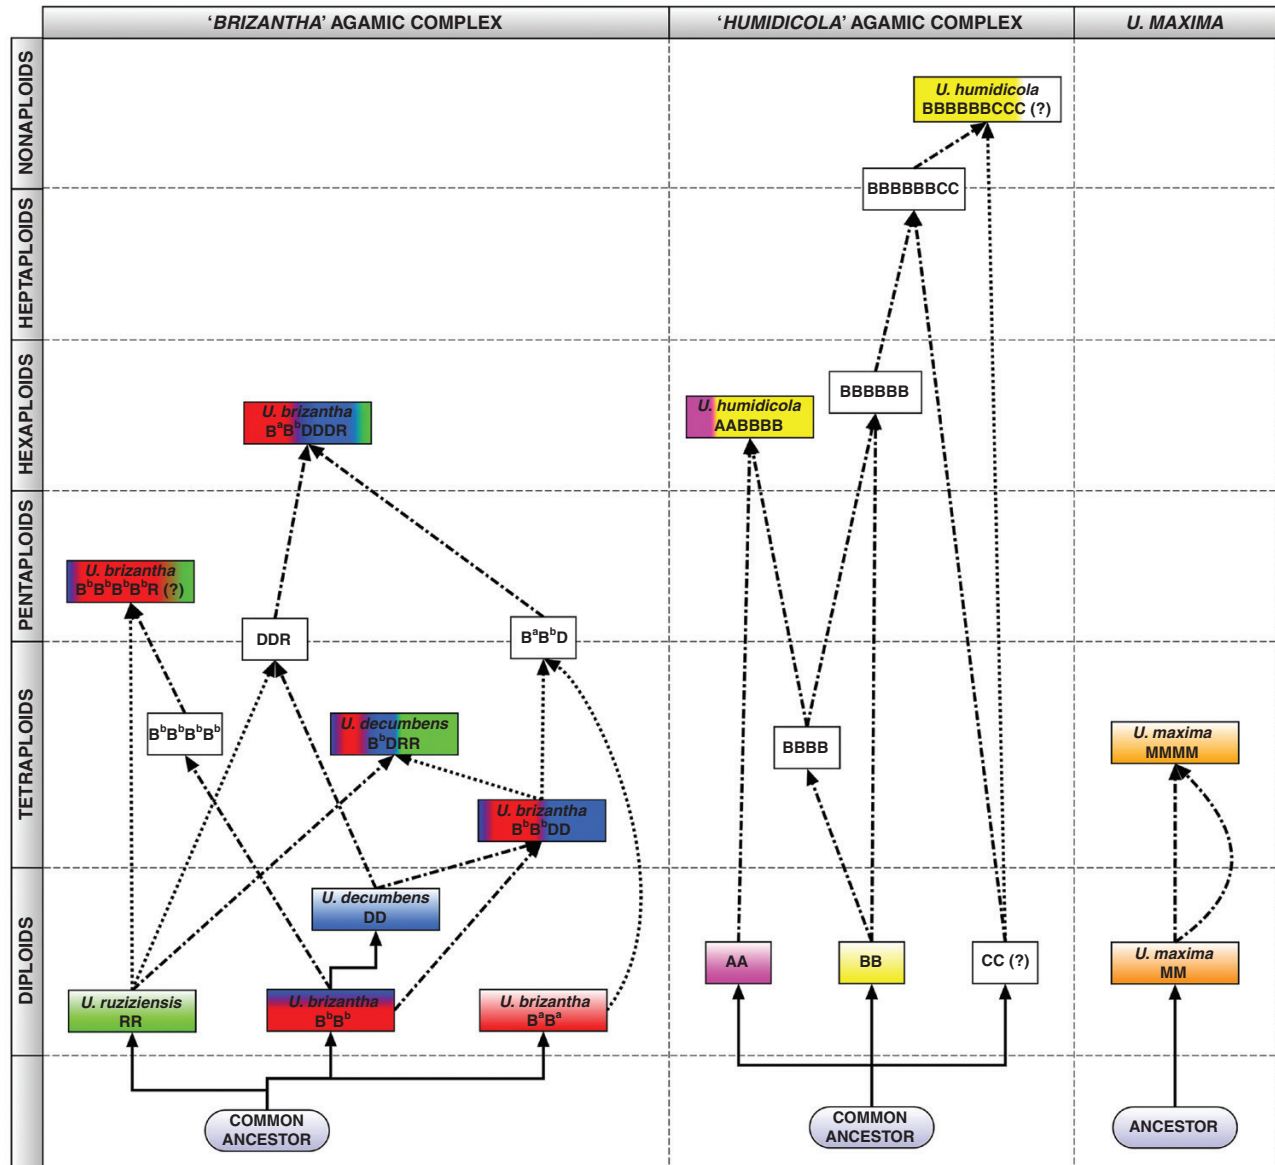 ‘BRIZANTHA’ AGAMIC COMPLEX
‘HUMIDICOLA’ AGAMIC COMPLEX
U. MAXIMA
NONAPLOIDS
U. humidicola
BBBBBBCCC (?)
BBBBBBCC
HEPTAPLOIDS
HEXAPLOIDS
U. brizantha
BᵃBᵇDDDR
U. humidicola
AABBBB
BBBBBB
PENTAPLOIDS
U. brizantha
BᵇBᵇBᵇBᵇR (?)
DDR
BᵃBᵇD
TETRAPLOIDS
BᵇBᵇBᵇBᵇ
U. decumbens
BᵇDRR
U. brizantha
BᵇBᵇDD
BBBB
U. maxima
MMMM
DIPLOIDS
U. decumbens
DD
U. ruziziensis
RR
U. brizantha
BᵇBᵇ
U. brizantha
BᵃBᵃ
AA
BB
CC (?)
U. maxima
MM
COMMON
ANCESTOR
COMMON
ANCESTOR
ANCESTOR